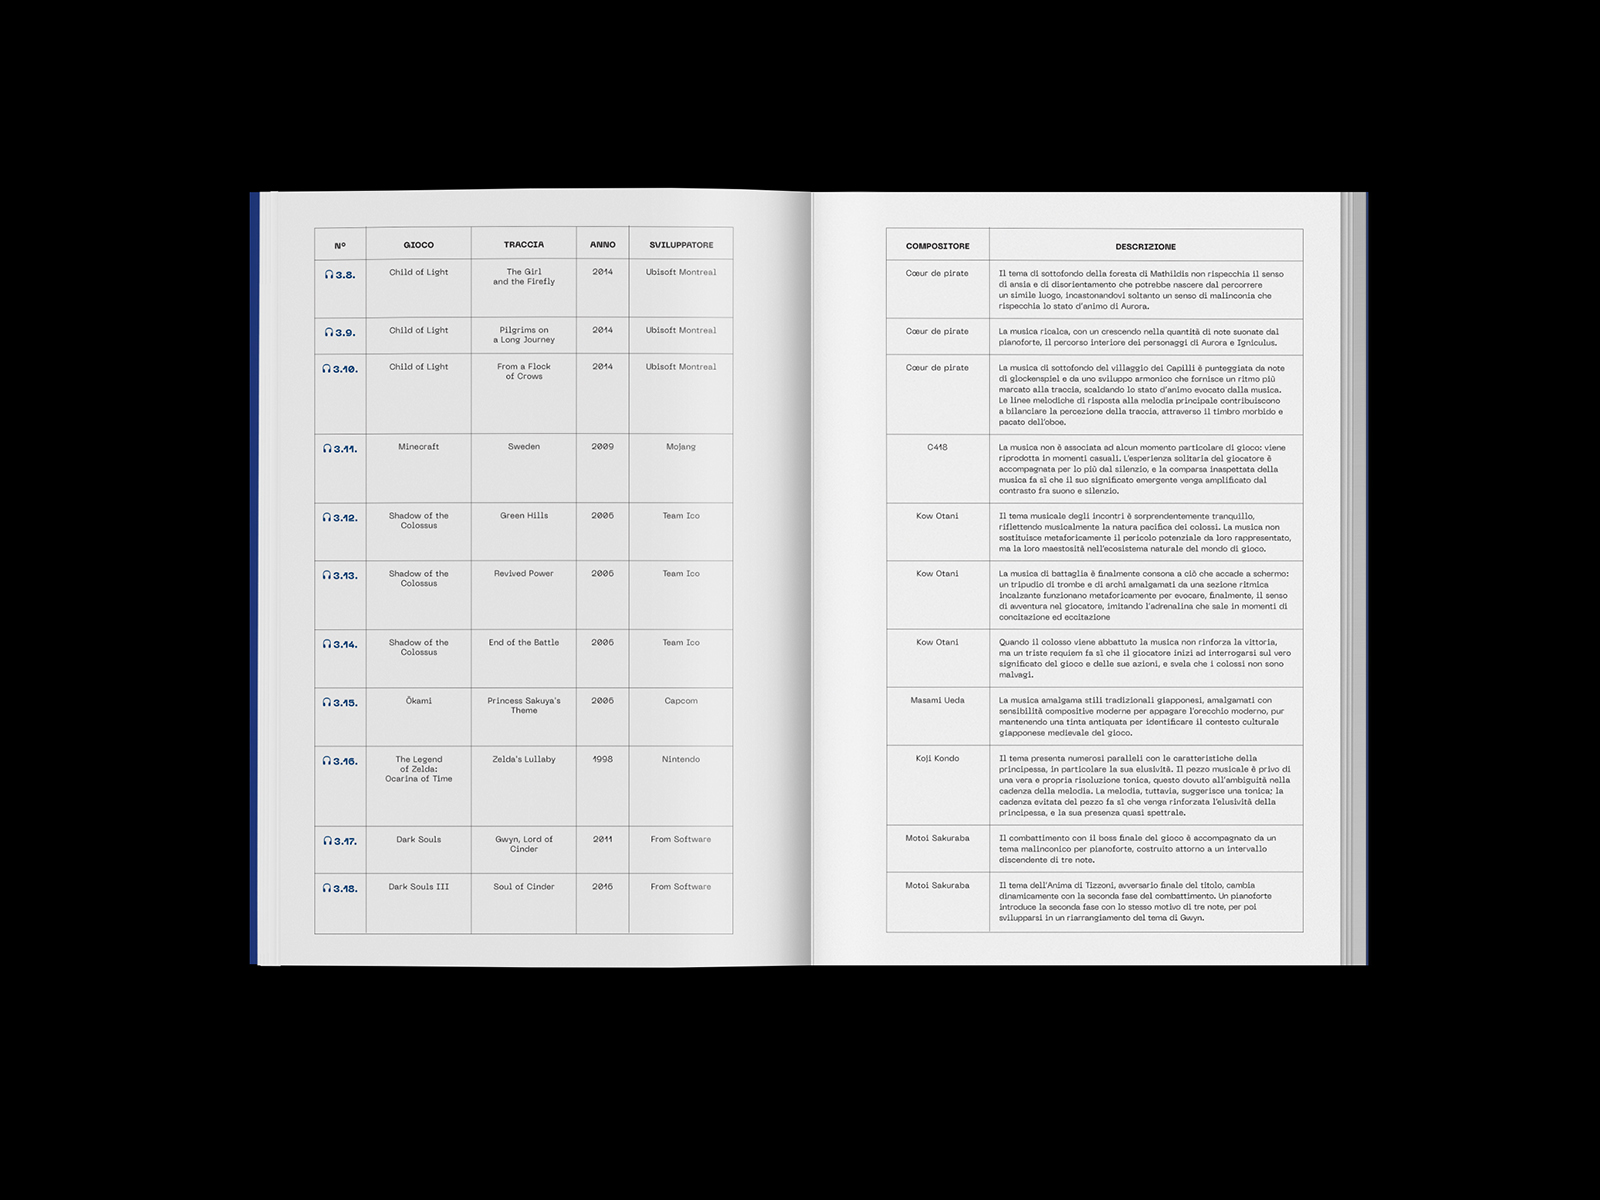 Nº GIOCO TRACCIA ANNO SVILUPPATORE
3.8. Child of Light The Girl 2014 Ubisoft Montreal
and the Firefly
3.9. Child of Light Pilgrims on 2014 Ubisoft Montreal
a Long Journey
3.10. Child of Light From a Flock 2014 Ubisoft Montreal
of Crows
3.11. Minecraft Sweden 2009 Mojang
3.12. Shadow of the Green Hills 2006 Team Ico
Colossus
3.13. Shadow of the Revived Power 2006 Team Ico
Colossus
3.14. Shadow of the End of the Battle 2006 Team Ico
Colossus
3.15. Ōkami Princess Sakuya's 2006 Capcom
Theme
3.16. The Legend Zelda's Lullaby 1998 Nintendo
of Zelda:
Ocarina of Time
3.17. Dark Souls Gwyn, Lord of 2011 From Software
Cinder
3.18. Dark Souls III Soul of Cinder 2016 From Software
COMPOSITORE DESCRIZIONE
Cœur de pirate Il tema di sottofondo della foresta di Mathildis non rispecchia il senso
di ansia e di disorientamento che potrebbe nascere dal percorrere
un simile luogo, incastonandovi soltanto un senso di malinconia che
rispecchia lo stato d'animo di Aurora.
Cœur de pirate La musica ricalca, con un crescendo nella quantità di note suonate dal
pianoforte, il percorso interiore dei personaggi di Aurora e Igniculus.
Cœur de pirate La musica di sottofondo del villaggio dei Capilli è punteggiata da note
di glockenspiel e da uno sviluppo armonico che fornisce un ritmo più
marcato alla traccia, scaldando lo stato d'animo evocato dalla musica.
Le linee melodiche di risposta alla melodia principale contribuiscono
a bilanciare la percezione della traccia, attraverso il timbro morbido e
pacato dell'oboe.
C418 La musica non è associata ad alcun momento particolare di gioco: viene
riprodotta in momenti casuali. L'esperienza solitaria del giocatore è
accompagnata per lo più dal silenzio, e la comparsa inaspettata della
musica fa sì che il suo significato emergente venga amplificato dal
contrasto fra suono e silenzio.
Kow Otani Il tema musicale degli incontri è sorprendentemente tranquillo,
riflettendo musicalmente la natura pacifica dei colossi. La musica non
sostituisce metaforicamente il pericolo potenziale da loro rappresentato,
ma la loro maestosità nell'ecosistema naturale del mondo di gioco.
Kow Otani La musica di battaglia è finalmente consona a ciò che accade a schermo:
un tripudio di trombe e di archi amalgamati da una sezione ritmica
incalzante funzionano metaforicamente per evocare, finalmente, il senso
di avventura nel giocatore, imitando l'adrenalina che sale in momenti di
concitazione ed eccitazione
Kow Otani Quando il colosso viene abbattuto la musica non rinforza la vittoria,
ma un triste requiem fa sì che il giocatore inizi ad interrogarsi sul vero
significato del gioco e delle sue azioni, e svela che i colossi non sono
malvagi.
Masami Ueda La musica amalgama stili tradizionali giapponesi, amalgamati con
sensibilità compositive moderne per appagare l'orecchio moderno, pur
mantenendo una tinta antiquata per identificare il contesto culturale
giapponese medievale del gioco.
Koji Kondo Il tema presenta numerosi paralleli con le caratteristiche della
principessa, in particolare la sua elusività. Il pezzo musicale è privo di
una vera e propria risoluzione tonica, questo dovuto all'ambiguità nella
cadenza della melodia. La melodia, tuttavia, suggerisce una tonica; la
cadenza evitata del pezzo fa sì che venga rinforzata l'elusività della
principessa, e la sua presenza quasi spettrale.
Motoi Sakuraba Il combattimento con il boss finale del gioco è accompagnato da un
tema malinconico per pianoforte, costruito attorno a un intervallo
discendente di tre note.
Motoi Sakuraba Il tema dell'Anima di Tizzoni, avversario finale del titolo, cambia
dinamicamente con la seconda fase del combattimento. Un pianoforte
introduce la seconda fase con lo stesso motivo di tre note, per poi
svilupparsi in un riarrangiamento del tema di Gwyn.